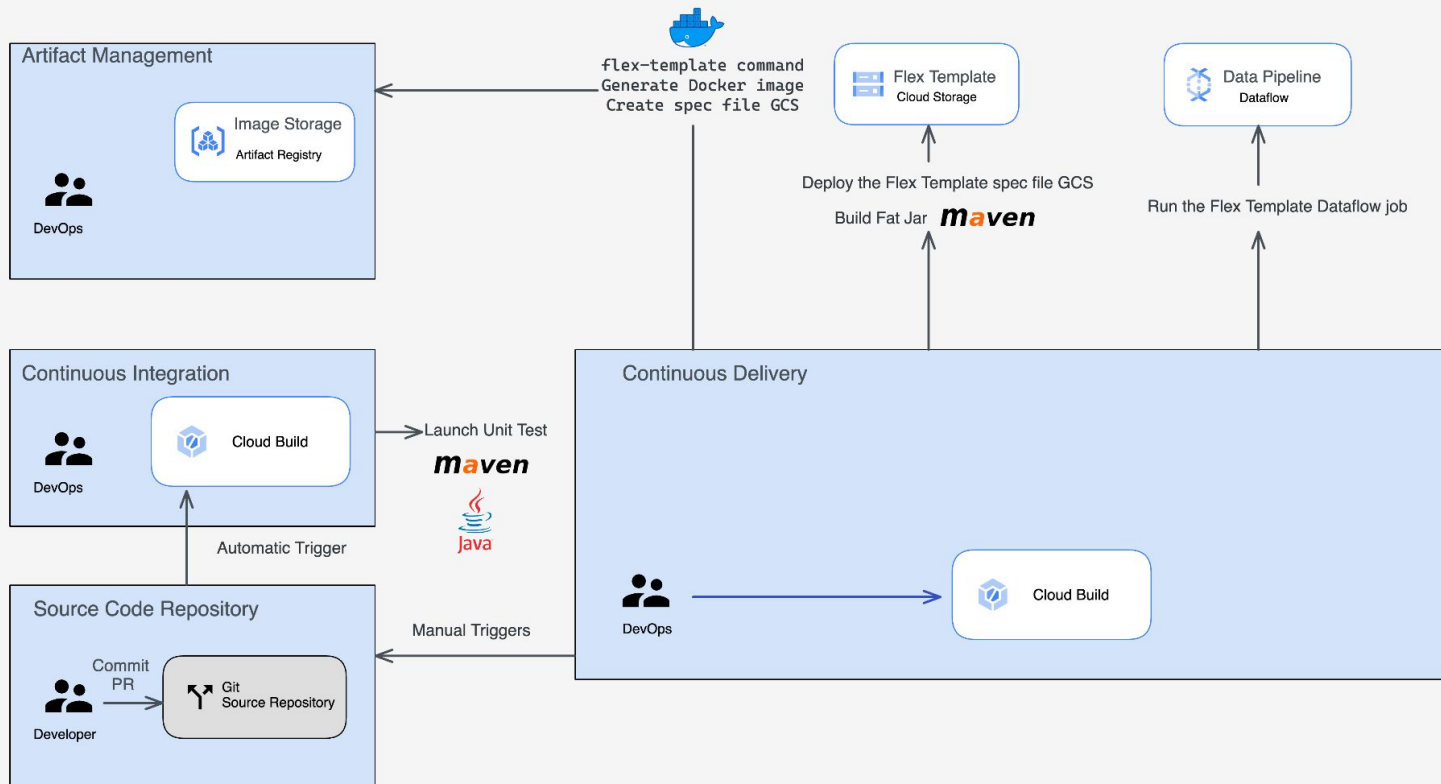 Artifact Management
Image Storage
Artifact Registry
DevOps
flex-template command
Generate Docker image
Create spec file GCS
Flex Template
Cloud Storage
Data Pipeline
Dataflow
Deploy the Flex Template spec file GCS
Build Fat Jar maven
Run the Flex Template Dataflow job
Continuous Integration
Cloud Build
DevOps
Launch Unit Test
maven
Java
Automatic Trigger
Continuous Delivery
DevOps
Cloud Build
Manual Triggers
Source Code Repository
Commit
PR
Git
Source Repository
Developer